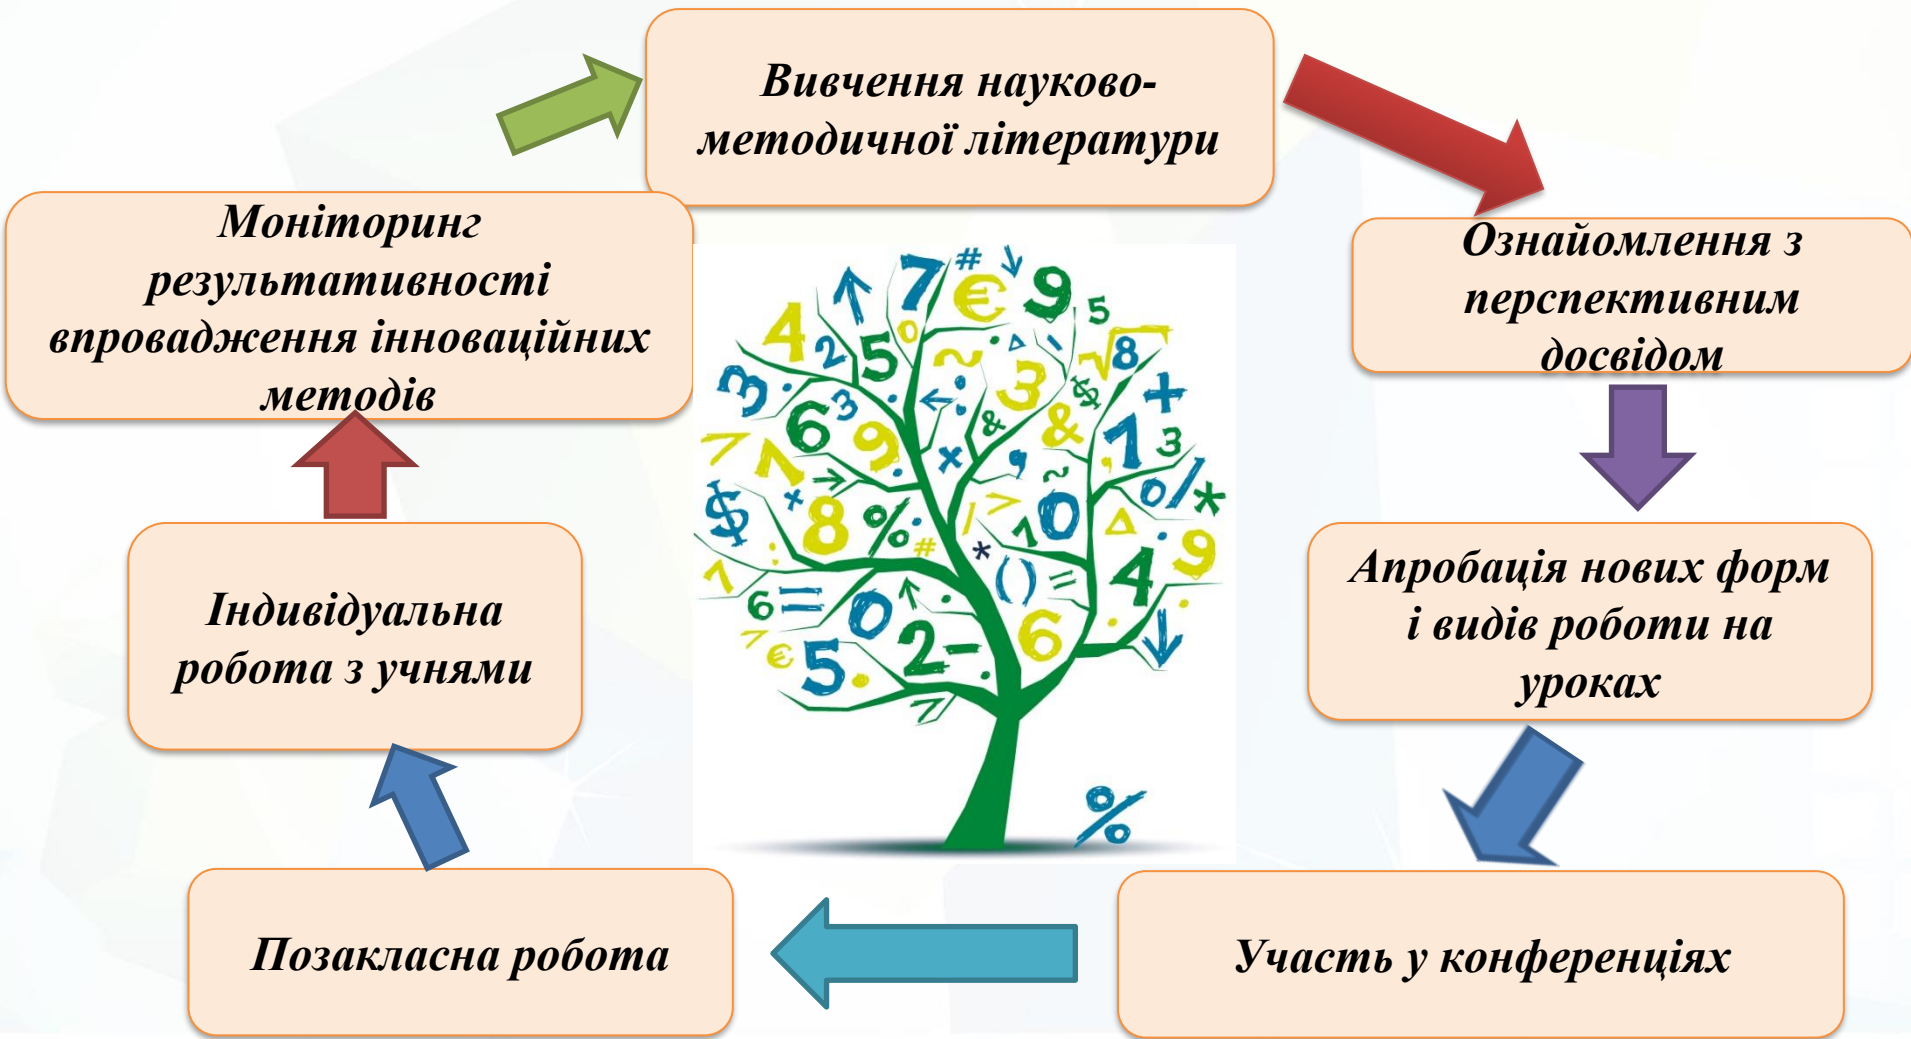 Вивчення науково-
методичної літератури
Ознайомлення з
перспективним
досвідом
Апробація нових форм
і видів роботи на
уроках
Участь у конференціях
Позакласна робота
Індивідуальна
робота з учнями
Моніторинг
результативності
впровадження інноваційних
методів